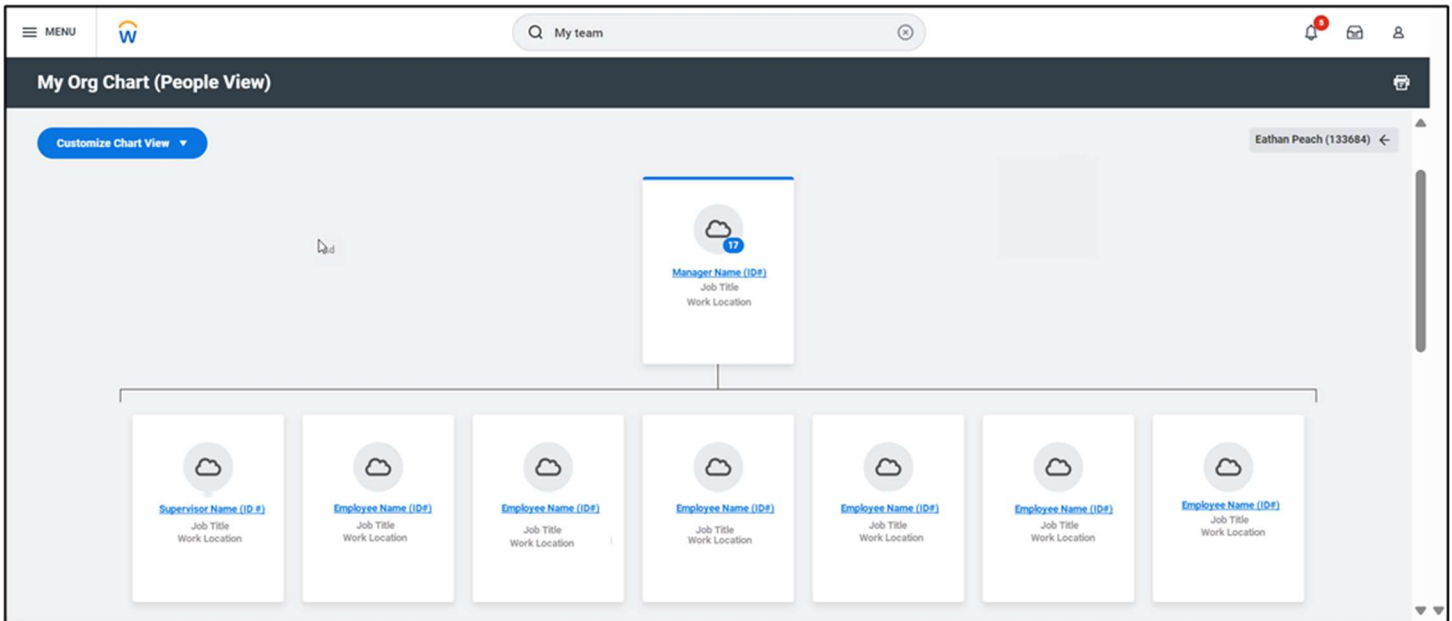 MENU
W
My team
5
My Org Chart (People View)
Customize Chart View
Eathan Peach (133684)
17
Manager Name (ID#)
Job Title
Work Location
Supervisor Name (ID #)
Job Title
Work Location
Employee Name (ID#)
Job Title
Work Location
Employee Name (ID#)
Job Title
Work Location
Employee Name (ID#)
Job Title
Work Location
Employee Name (ID#)
Job Title
Work Location
Employee Name (ID#)
Job Title
Work Location
Employee Name (ID#)
Job Title
Work Location